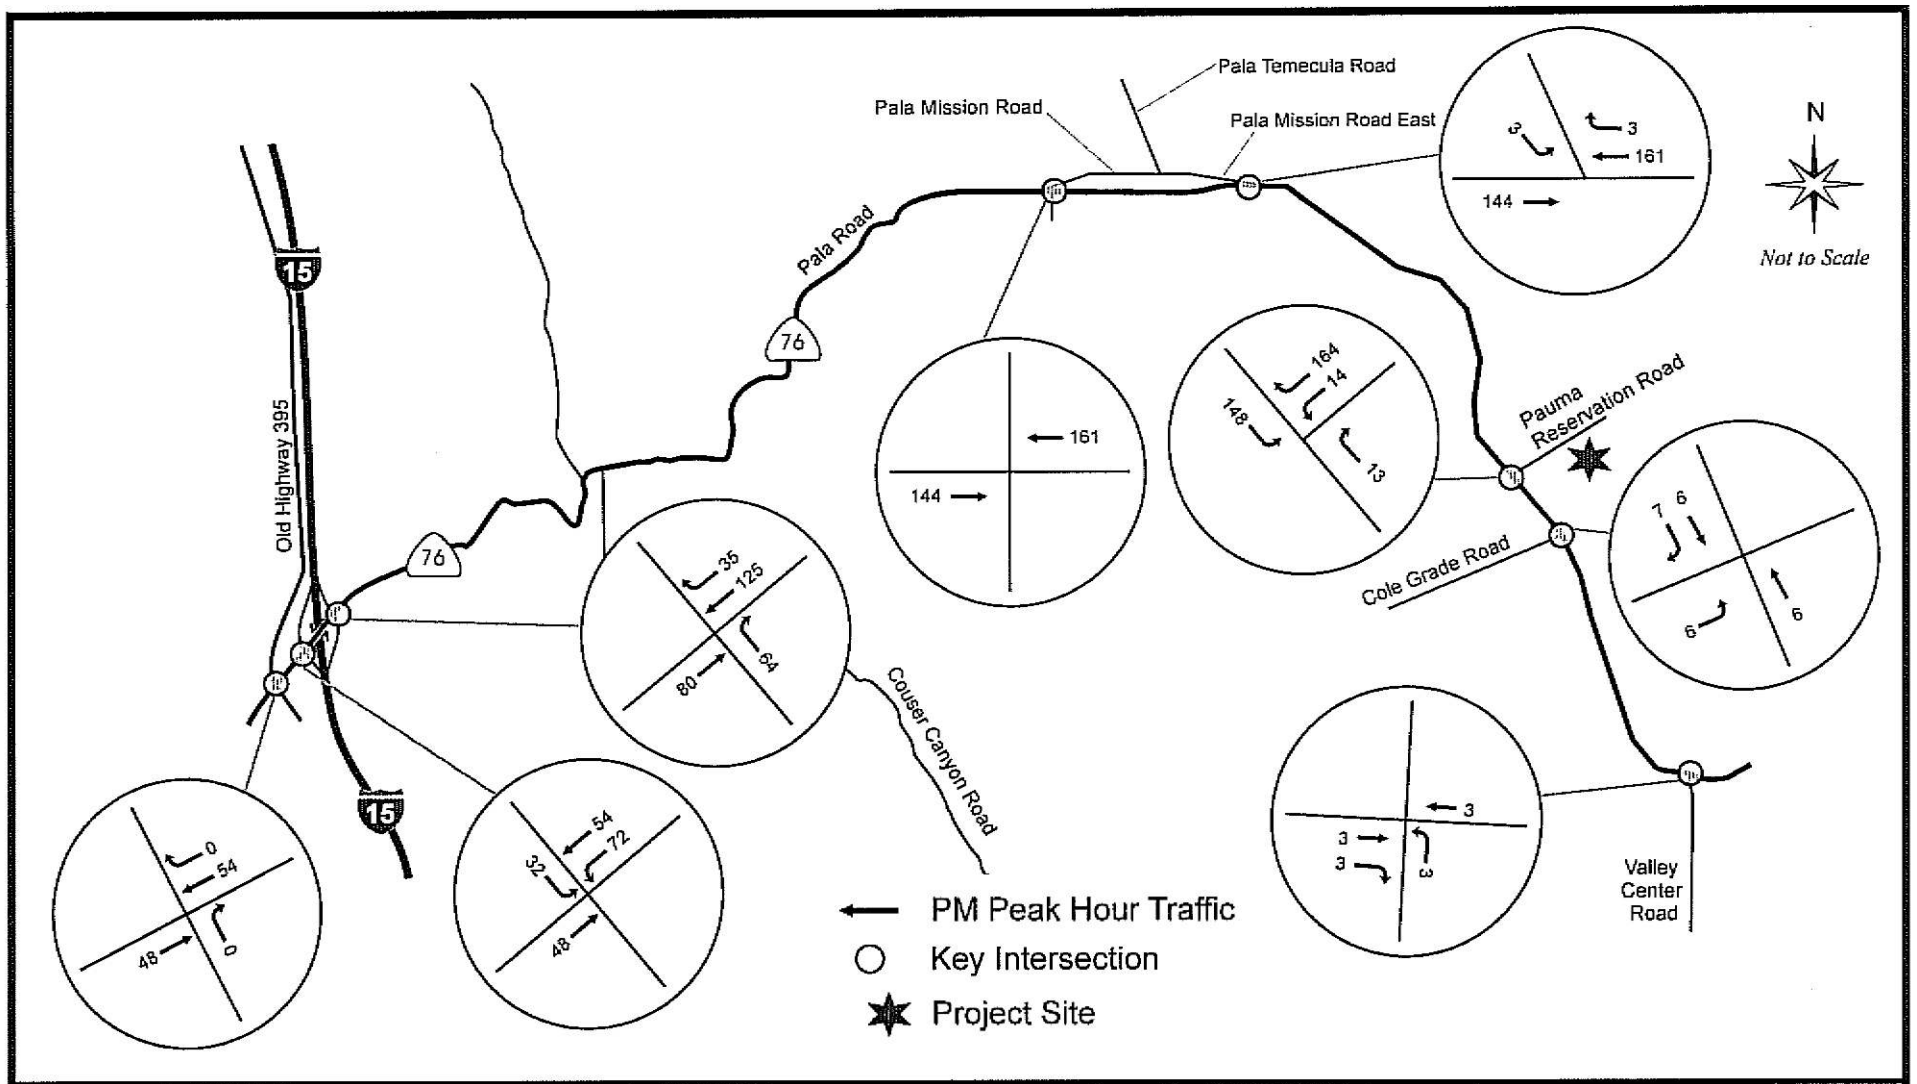 Pala Temecula Road
Pala Mission Road
Pala Mission Road East
3
3
161
144
N
Not to Scale
15
Pala Road
76
161
144
164
14
148
13
Pauma
Reservation Road
7 6
6
6
Old Highway 395
76
35
125
80
64
Cole Grade Road
Couser Canyon Road
0
54
48
0
54
72
32
48
15
3
3
3
3
Valley
Center
Road
PM Peak Hour Traffic
Key Intersection
Project Site